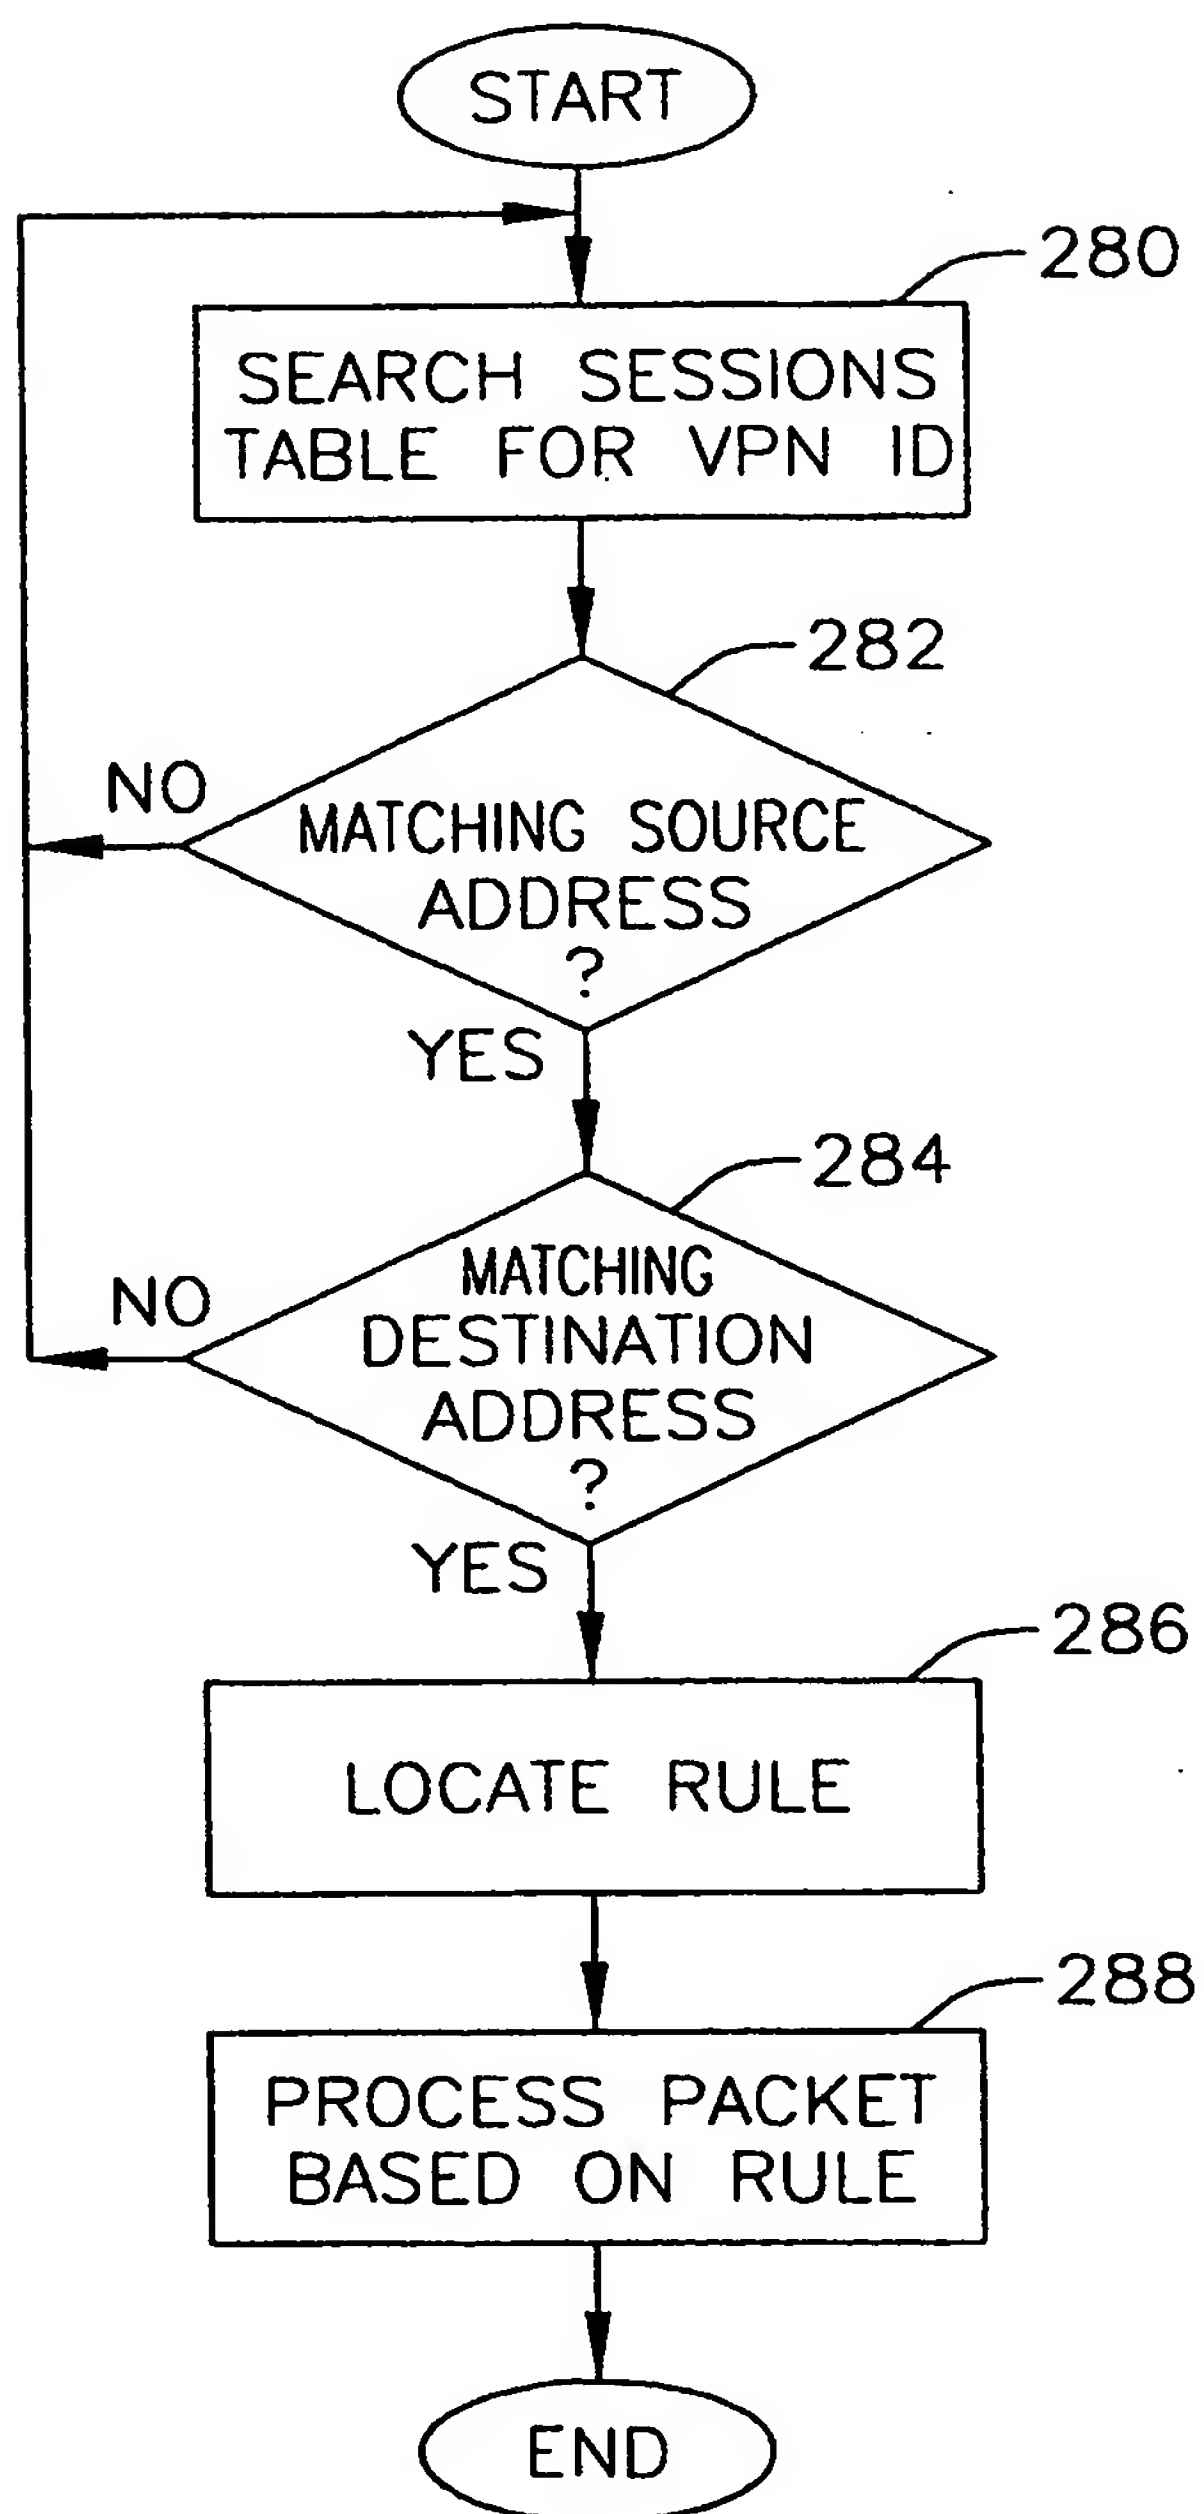 START
280
SEARCH SESSIONS
TABLE FOR VPN ID
282
NO
MATCHING SOURCE
ADDRESS
?
YES
284
NO
MATCHING
DESTINATION
ADDRESS
?
YES
286
LOCATE RULE
288
PROCESS PACKET
BASED ON RULE
END